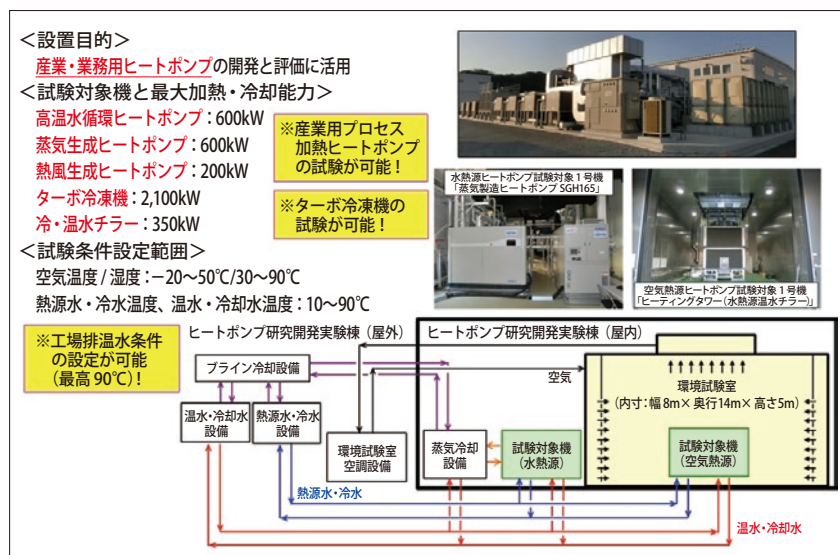 <設置目的>
産業・業務用ヒートポンプの開発と評価に活用
<試験対象機と最大加熱・冷却能力>
高温水循環ヒートポンプ:600kW
蒸気生成ヒートポンプ:600kW
熱風生成ヒートポンプ:200kW
ターボ冷凍機:2,100kW
冷・温水チラー:350kW
※産業用プロセス
加熱ヒートポンプ
の試験が可能!
※ターボ冷凍機の
試験が可能!
<試験条件設定範囲>
空気温度/湿度:-20~50℃/30~90℃
熱源水・冷水温度、温水・冷却水温度:10~90℃
※工場排温水条件
の設定が可能
(最高90℃)!
水熱源ヒートポンプ試験対象1号機
「蒸気製造ヒートポンプ SGH165」
空気熱源ヒートポンプ試験対象1号機
「ヒーティングタワー(水熱源温水チラー)」
ヒートポンプ研究開発実験棟(屋外)
ヒートポンプ研究開発実験棟(屋内)
ブライン冷却設備
空気
環境試験室
(内寸:幅8m×奥行14m×高さ5m)
温水・冷却水
設備
熱源水・冷水
設備
環境試験室
空調設備
蒸気冷却
設備
試験対象機
(水熱源)
試験対象機
(空気熱源)
熱源水・冷水
温水・冷却水